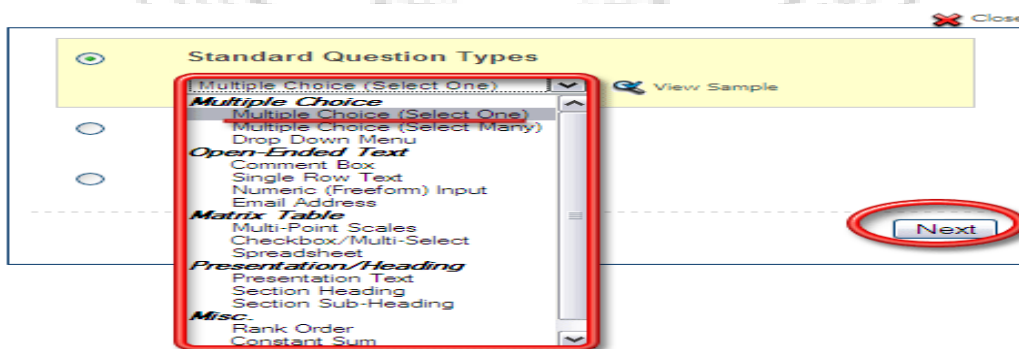 Close
Standard Question Types
Multiple Choice (Select One)
View Sample
Multiple Choice
Multiple Choice (Select One)
Multiple Choice (Select Many)
Drop Down Menu
Open-Ended Text
Comment Box
Single Row Text
Numeric (Freeform) Input
Email Address
Matrix Table
Multi-Point Scales
Checkbox/Multi-Select
Spreadsheet
Presentation/Heading
Presentation Text
Section Heading
Section Sub-Heading
Misc.
Rank Order
Constant Sum
Next